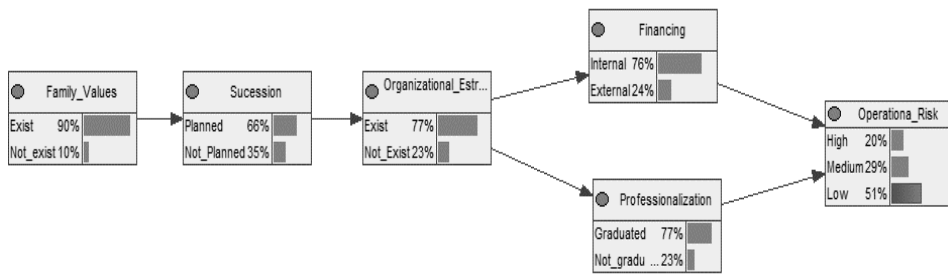 Family_Values
Exist 90%
Not_exist 10%
Sucession
Planned 66%
Not_Planned 35%
Organizational_Estr...
Exist 77%
Not_Exist 23%
Financing
Internal 76%
External 24%
Professionalization
Graduated 77%
Not_gradu ... 23%
Operationa_Risk
High 20%
Medium 29%
Low 51%